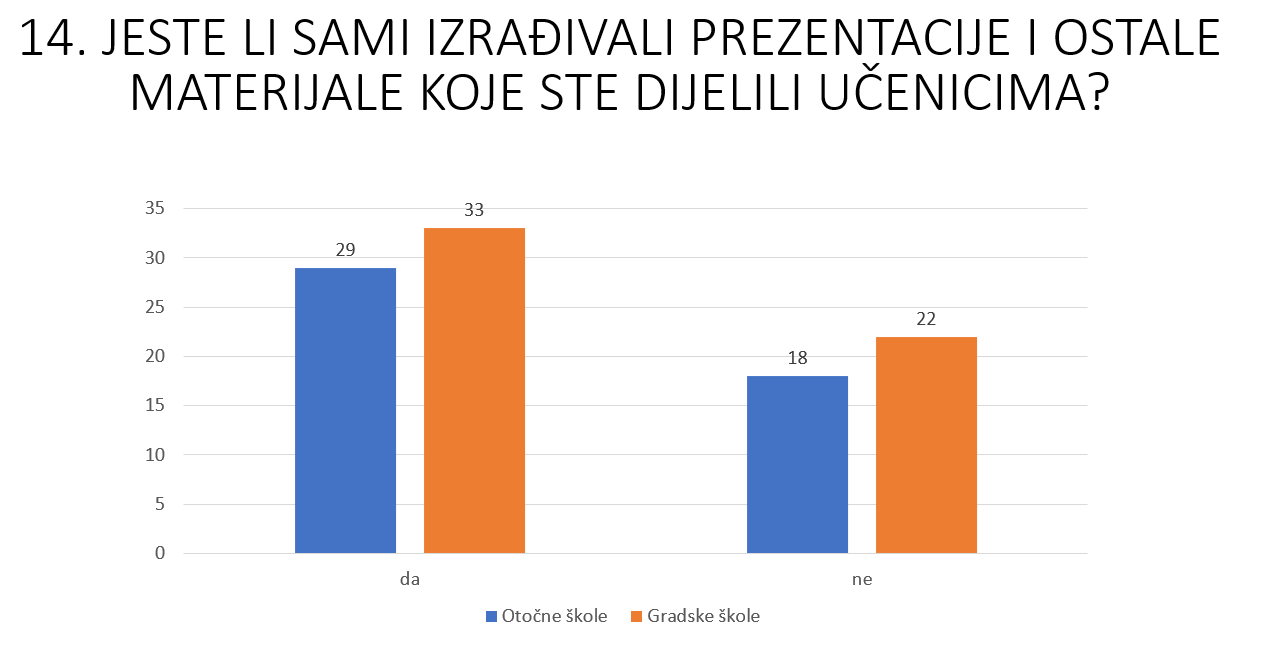 14. JESTE LI SAMI IZRAĐIVALI PREZENTACIJE I OSTALE
MATERIJALE KOJE STE DIJELILI UČENICIMA?
35
30
25
20
15
10
5
0
29
33
18
22
da
ne
Otočne škole
Gradske škole